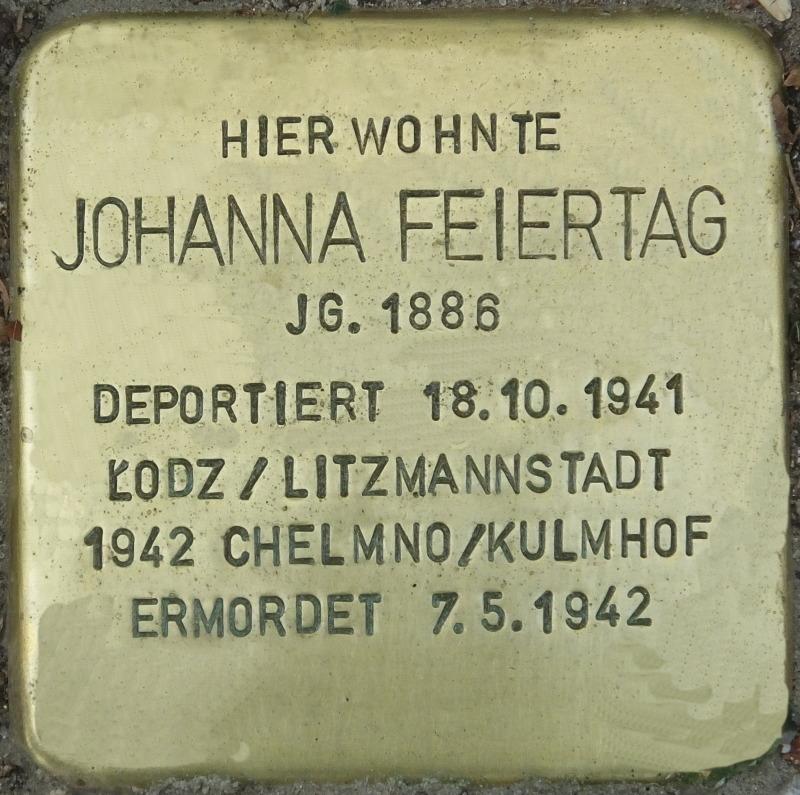 HIER WOHNTE
JOHANNA FEIERTAG
JG. 1886
DEPORTIERT 18.10.1941
ŁODZ / LITZMANNSTADT
1942 CHELMNO/KULMHOF
ERMORDET 7.5.1942